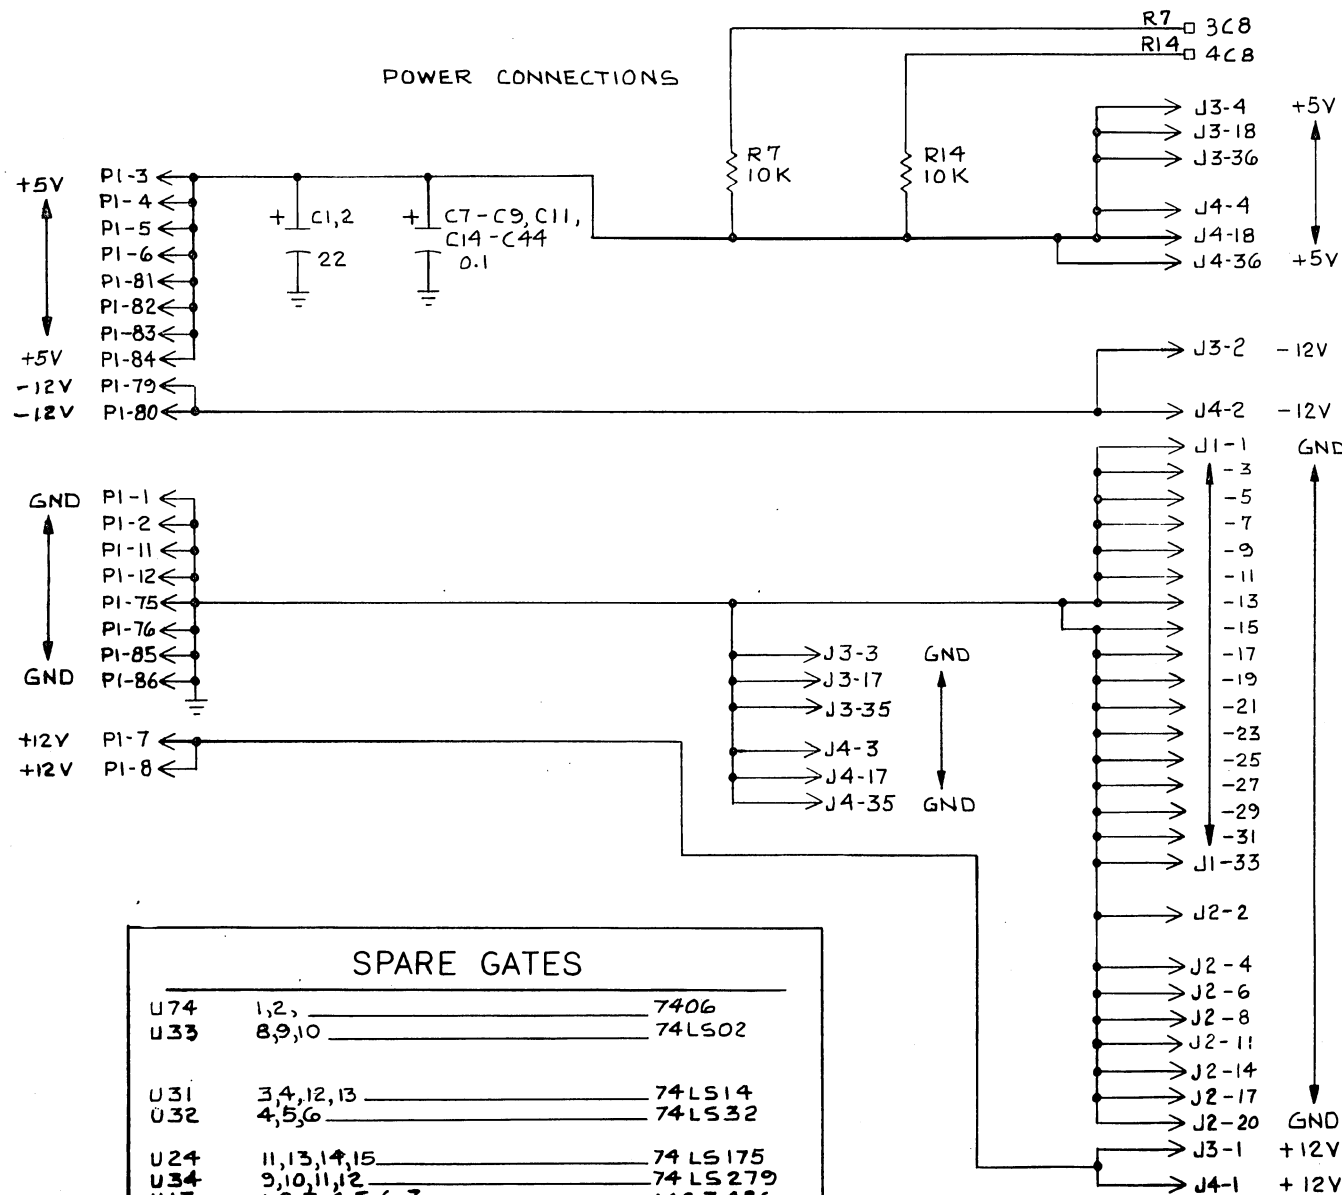 R7 3C8
R14 4C8
POWER CONNECTIONS
J3-4 +5V
J3-18
J3-36
J4-4
J4-18
J4-36 +5V
R7
10K
R14
10K
+5V P1-3
P1-4
P1-5
P1-6
P1-81
P1-82
P1-83
+5V P1-84
-12V P1-79
-12V P1-80
+ C1,2
22
+ C7-C9, C11,
C14-C44
0.1
J3-2 -12V
J4-2 -12V
J1-1 GND
-3
-5
-7
-9
-11
-13
-15
-17
-19
-21
-23
-25
-27
-29
-31
J1-33
GND P1-1
P1-2
P1-11
P1-12
P1-75
P1-76
P1-85
GND P1-86
+12V P1-7
+12V P1-8
J3-3 GND
J3-17
J3-35
J4-3
J4-17
J4-35 GND
J2-2
J2-4
J2-6
J2-8
J2-11
J2-14
J2-17
J2-20 GND
J3-1 +12V
J4-1 +12V
SPARE GATES
U74 1,2, 7406
U33 8,9,10 74LS02
U31 3,4,12,13 74LS14
U32 4,5,6 74LS32
U24 11,13,14,15 74LS175
U34 9,10,11,12 74LS279